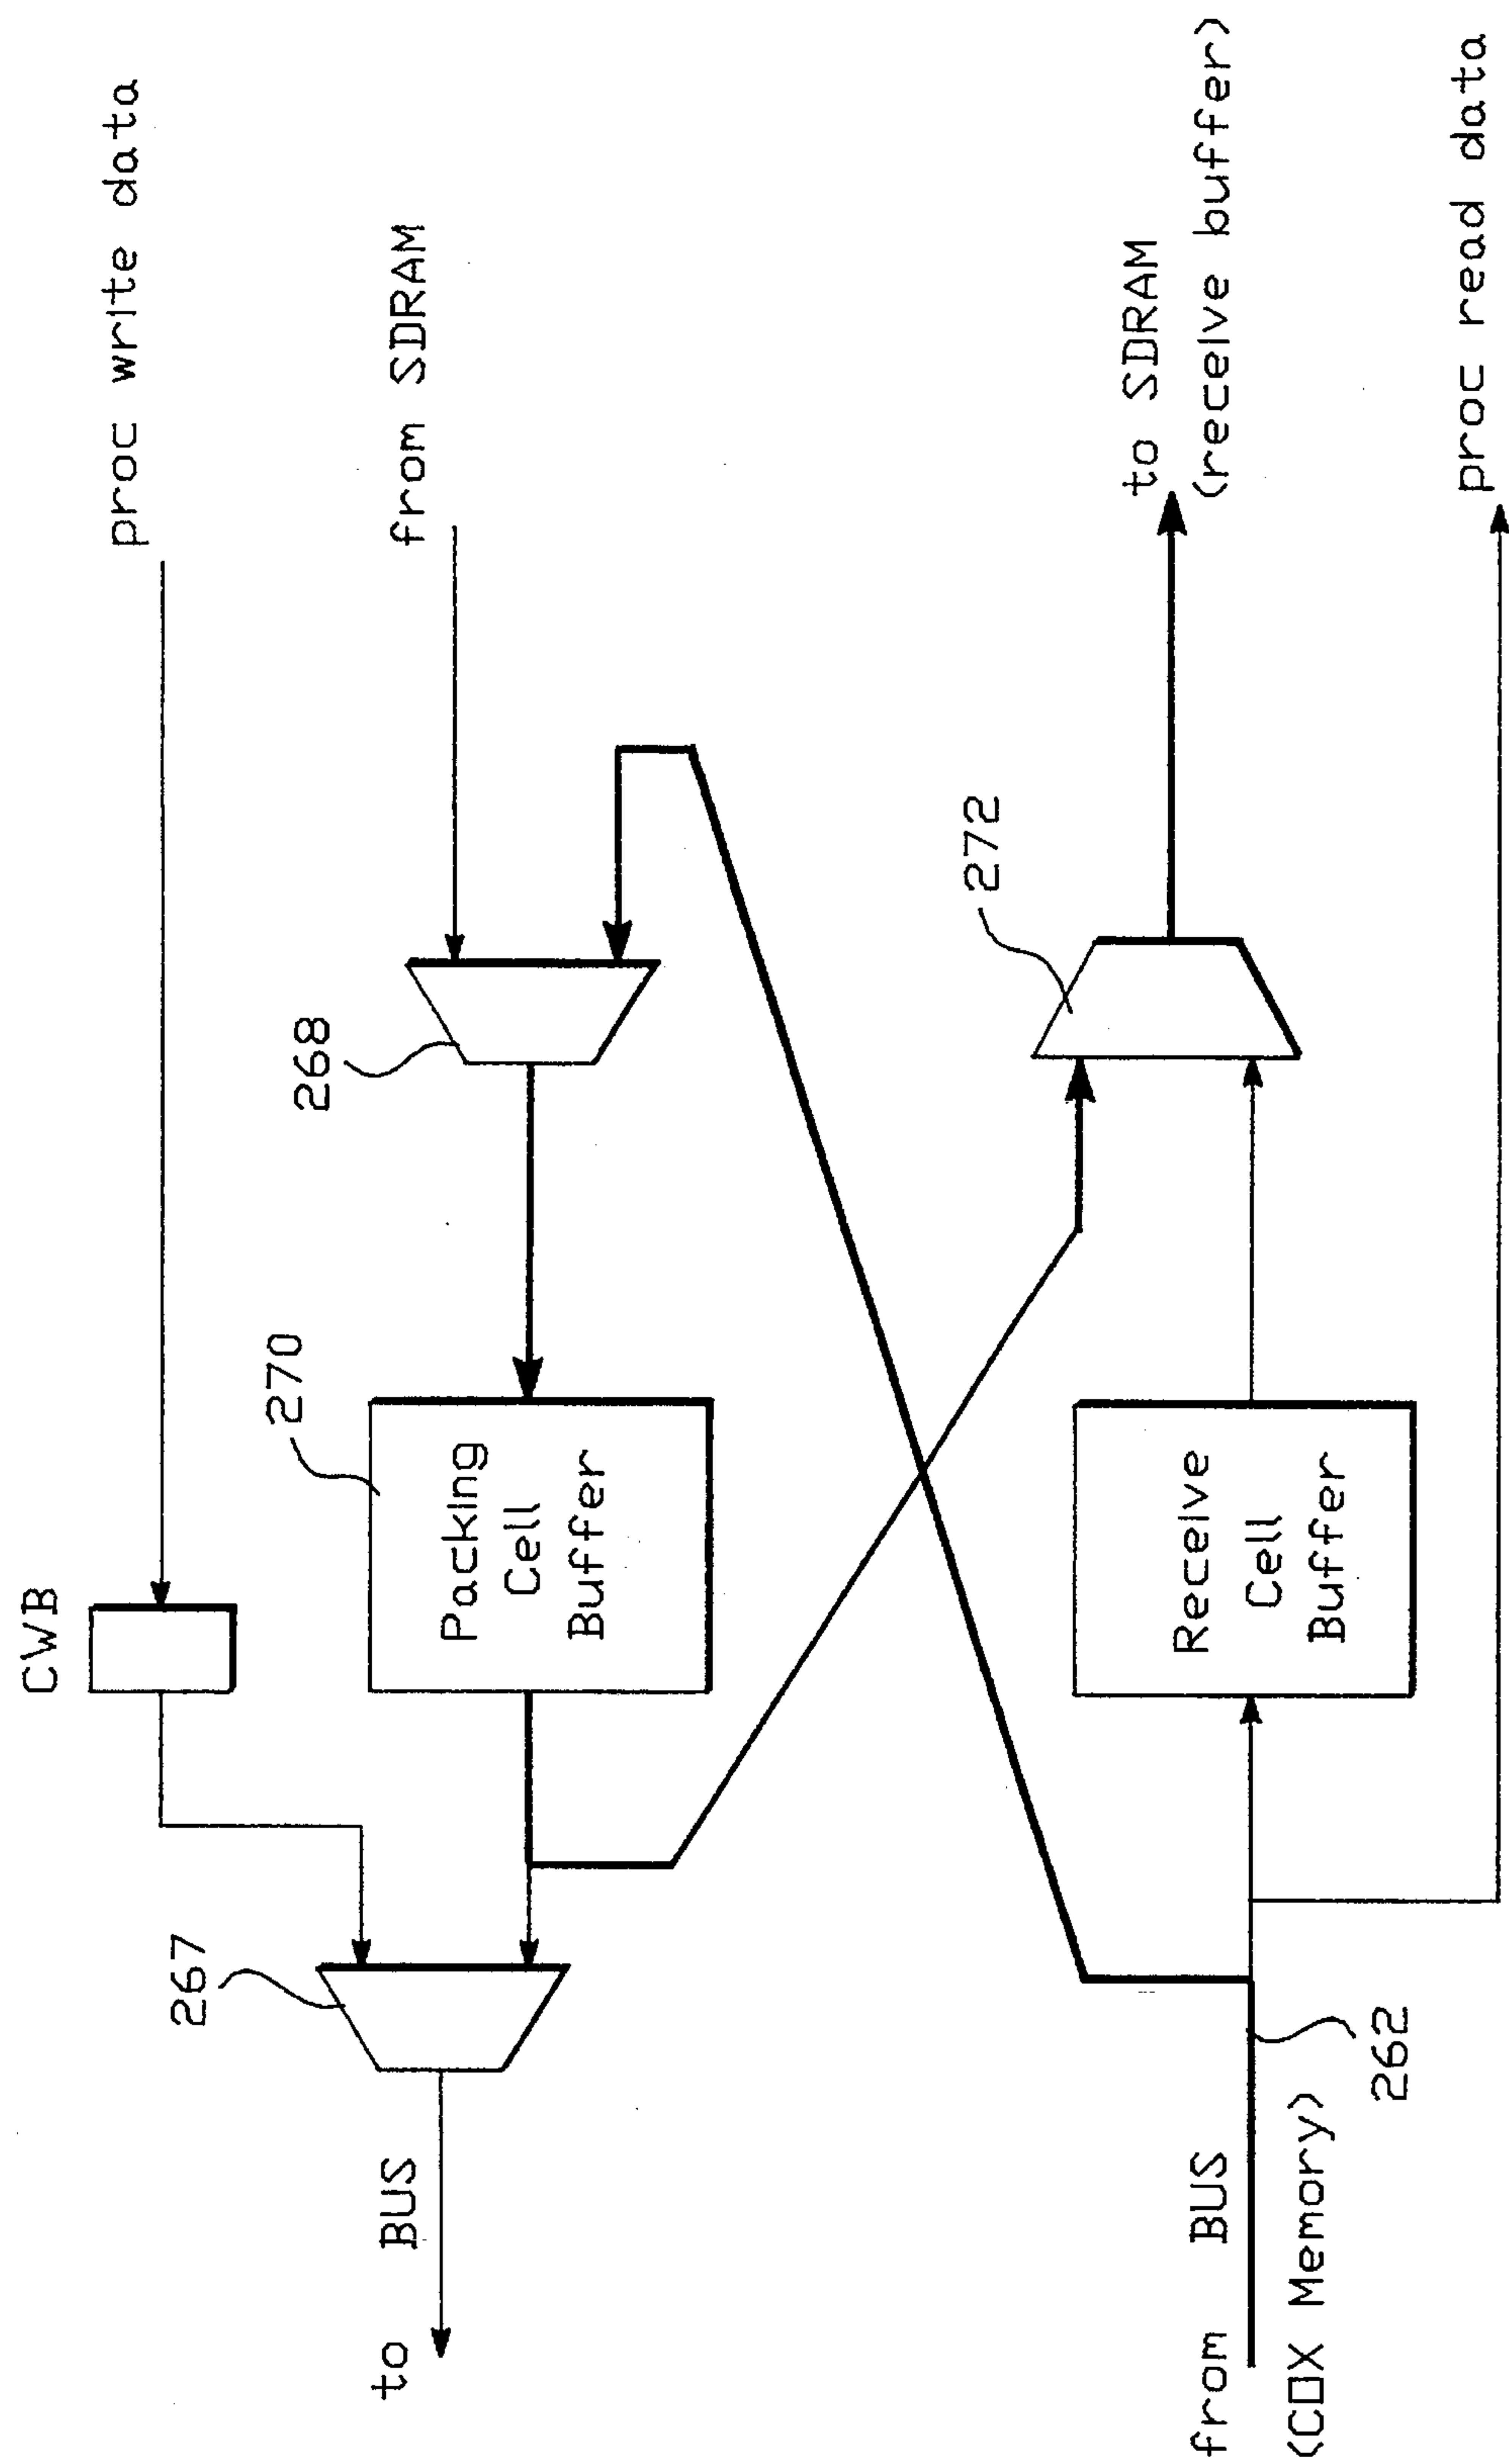 proc write data
CWB
from SDRAM
267
270
268
to BUS
Packing
Cell
Buffer
272
to SDRAM
(receive buffer)
from BUS
(COX Memory)
262
Receive
Cell
Buffer
proc read data